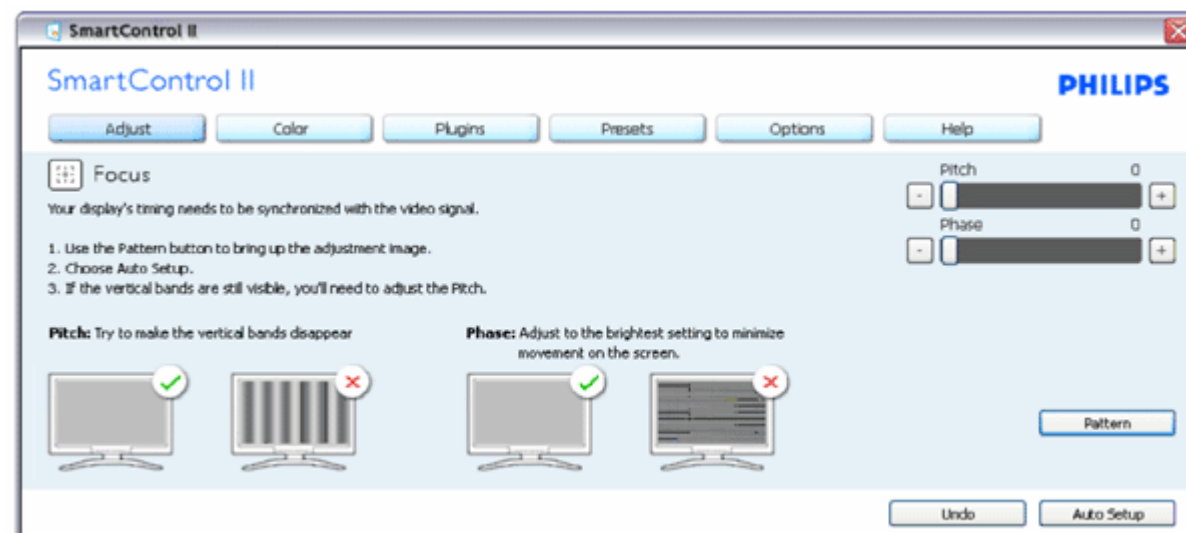 SmartControl II
SmartControl II
PHILIPS
Adjust Color Plugins Presets Options Help
Focus
Your display's timing needs to be synchronized with the video signal.
1. Use the Pattern button to bring up the adjustment image.
2. Choose Auto Setup.
3. If the vertical bands are still visible, you'll need to adjust the Pitch.
Pitch 0
- +
Phase 0
- +
Pitch: Try to make the vertical bands disappear
Phase: Adjust to the brightest setting to minimize
movement on the screen.
Pattern
Undo Auto Setup